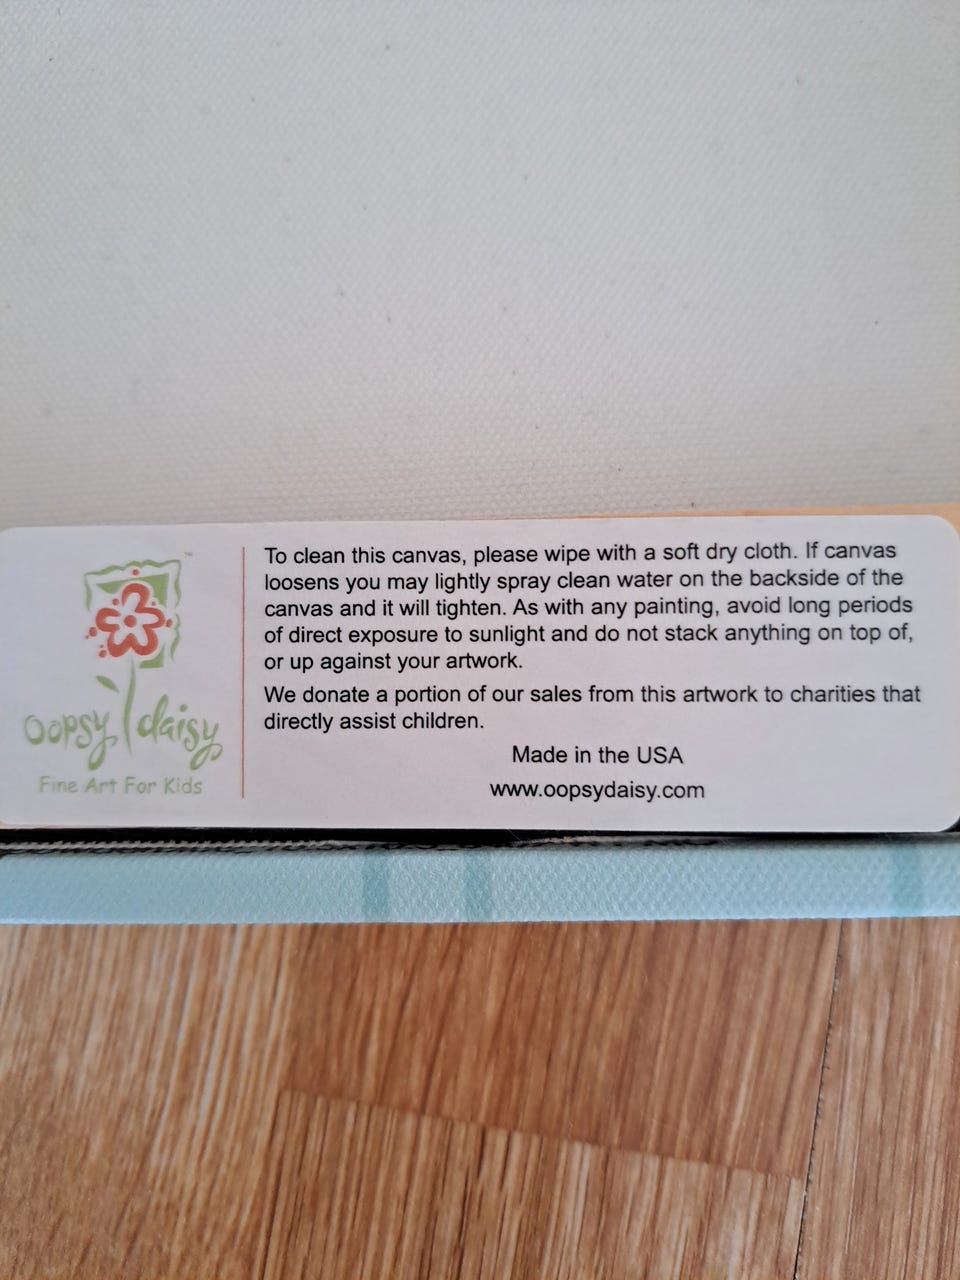 TM
oopsy daisy
Fine Art For Kids
To clean this canvas, please wipe with a soft dry cloth. If canvas
loosens you may lightly spray clean water on the backside of the
canvas and it will tighten. As with any painting, avoid long periods
of direct exposure to sunlight and do not stack anything on top of,
or up against your artwork.
We donate a portion of our sales from this artwork to charities that
directly assist children.
Made in the USA
www.oopsydaisy.com